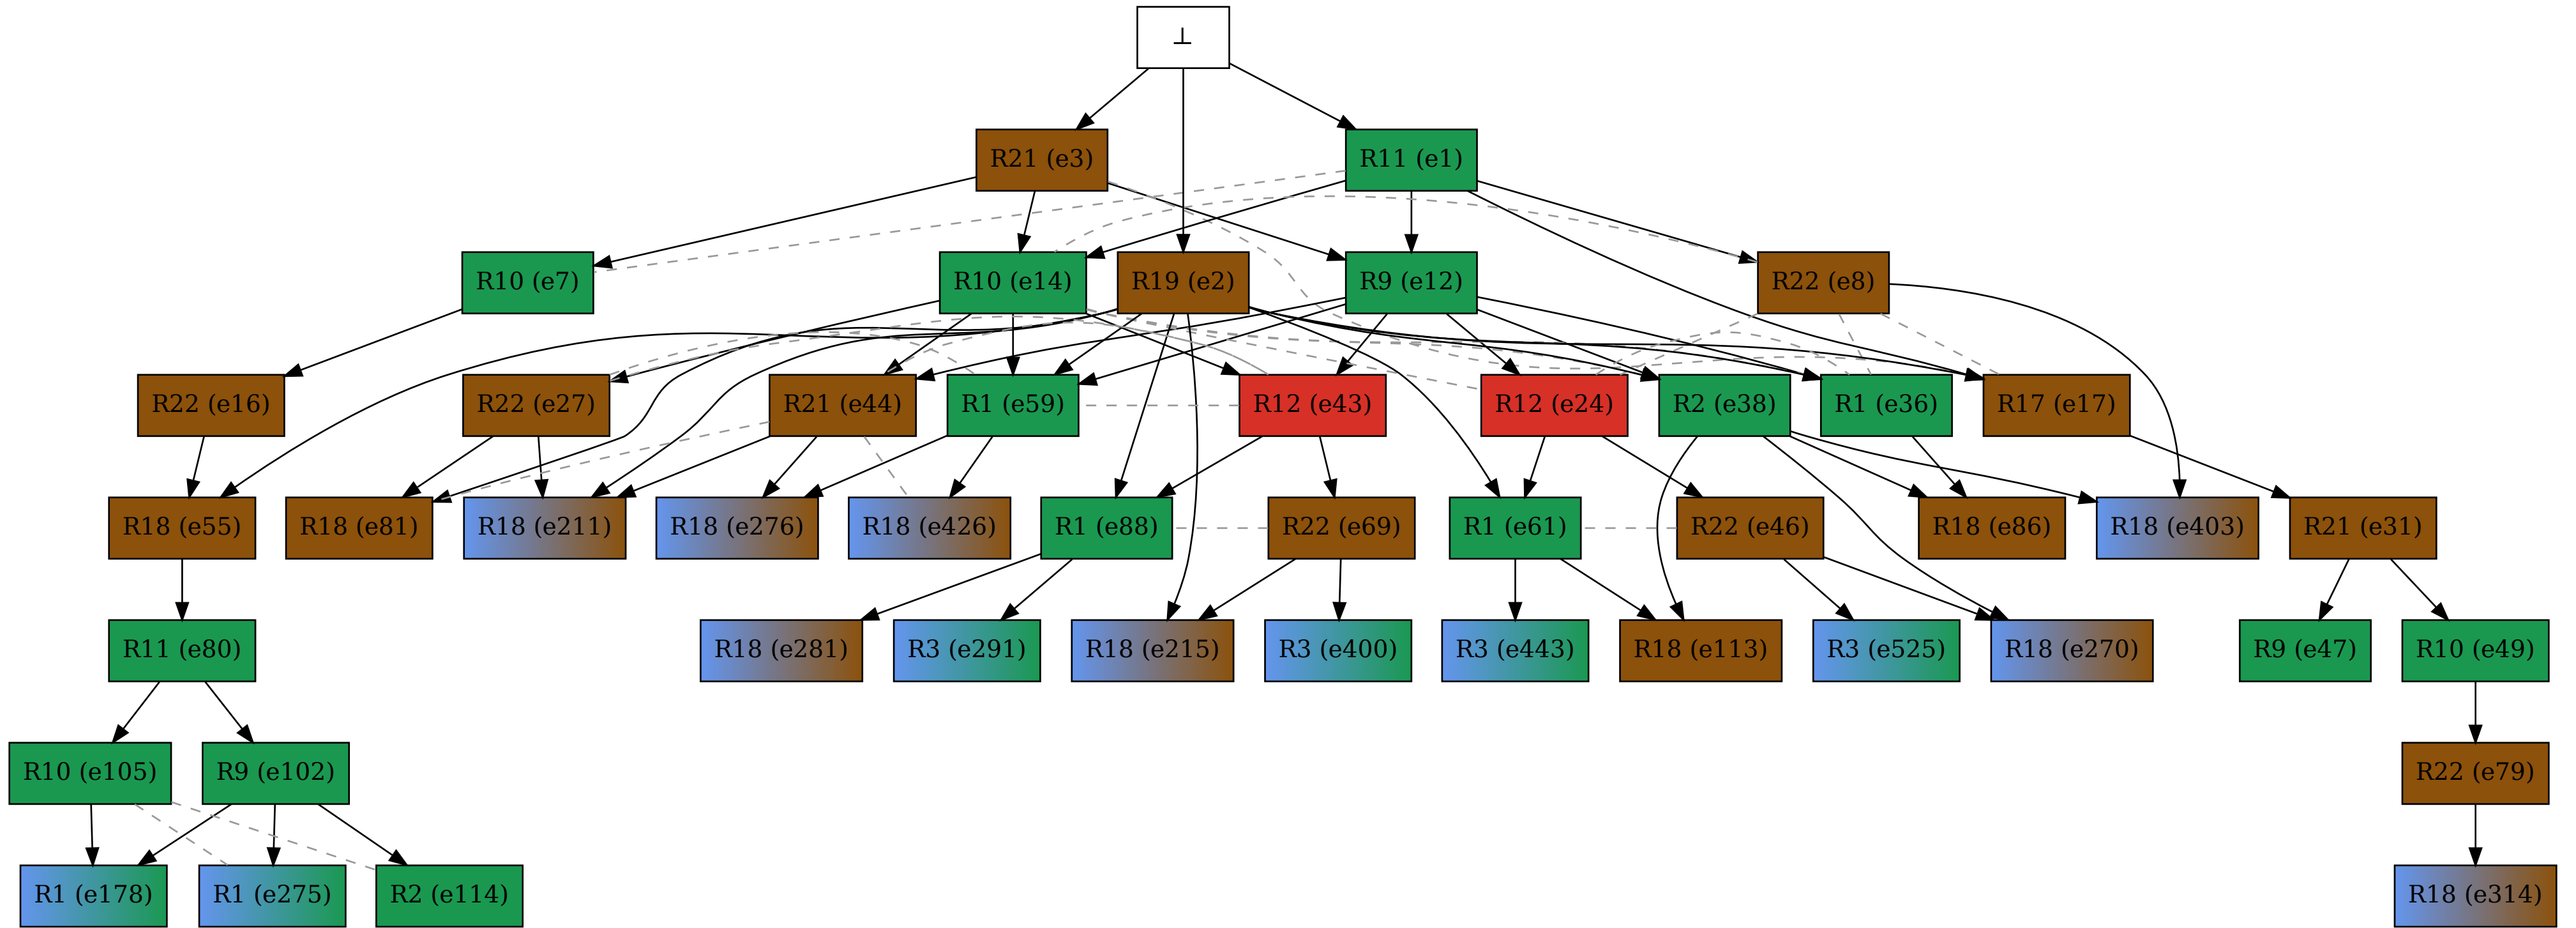 ⊥
R21 (e3)
R11 (e1)
R10 (e7)
R10 (e14)
R19 (e2)
R9 (e12)
R22 (e8)
R22 (e16)
R22 (e27)
R21 (e44)
R1 (e59)
R12 (e43)
R12 (e24)
R2 (e38)
R1 (e36)
R17 (e17)
R18 (e55)
R18 (e81)
R18 (e211)
R18 (e276)
R18 (e426)
R1 (e88)
R22 (e69)
R1 (e61)
R22 (e46)
R18 (e86)
R18 (e403)
R21 (e31)
R11 (e80)
R18 (e281)
R3 (e291)
R18 (e215)
R3 (e400)
R3 (e443)
R18 (e113)
R3 (e525)
R18 (e270)
R9 (e47)
R10 (e49)
R10 (e105)
R9 (e102)
R22 (e79)
R1 (e178)
R1 (e275)
R2 (e114)
R18 (e314)